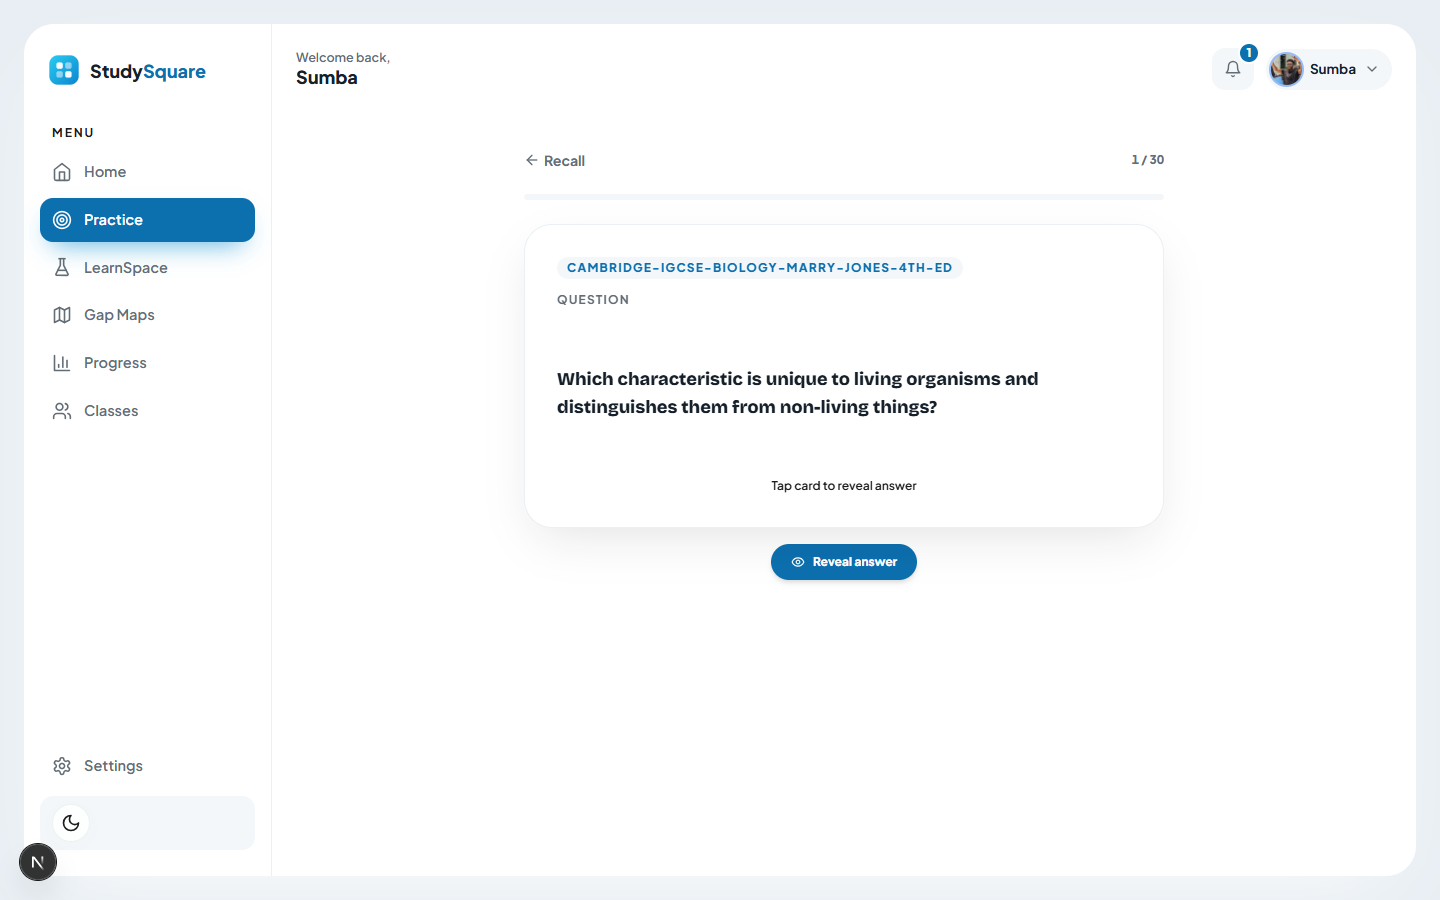 StudySquare
MENU
Home
Practice
LearnSpace
Gap Maps
Progress
Classes
Settings
N
Welcome back,
Sumba
1
Sumba
Recall
1 / 30
CAMBRIDGE-IGCSE-BIOLOGY-MARRY-JONES-4TH-ED
QUESTION
Which characteristic is unique to living organisms and
distinguishes them from non-living things?
Tap card to reveal answer
Reveal answer